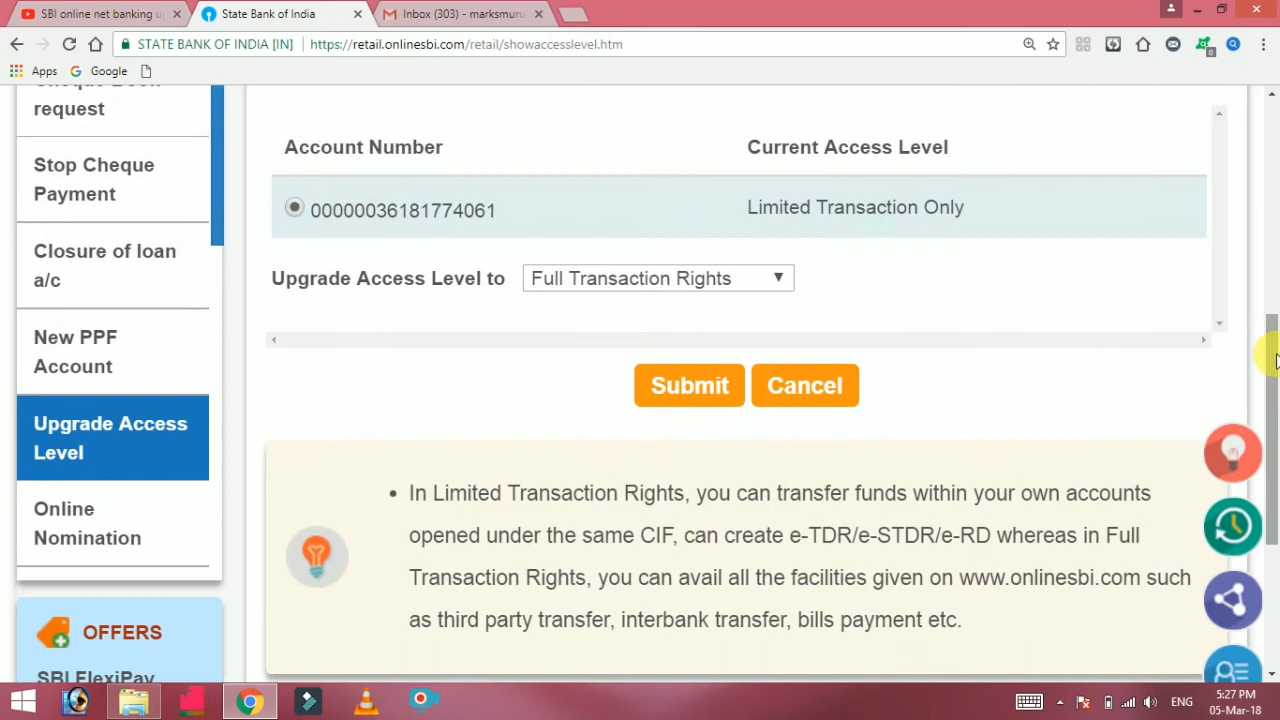 SBI online net banking u
State Bank of India
Inbox (303) - marksmuru
STATE BANK OF INDIA [IN]
https://retail.onlinesbi.com/retail/showaccesslevel.htm
Apps
Google
request
Stop Cheque
Payment
Closure of loan
a/c
New PPF
Account
Upgrade Access
Level
Online
Nomination
OFFERS
SBI FlexiPay
Account Number Current Access Level
00000036181774061 Limited Transaction Only
Upgrade Access Level to Full Transaction Rights
Submit Cancel
• In Limited Transaction Rights, you can transfer funds within your own accounts
opened under the same CIF, can create e-TDR/e-STDR/e-RD whereas in Full
Transaction Rights, you can avail all the facilities given on www.onlinesbi.com such
as third party transfer, interbank transfer, bills payment etc.
0
ENG
5:27 PM
05-Mar-18